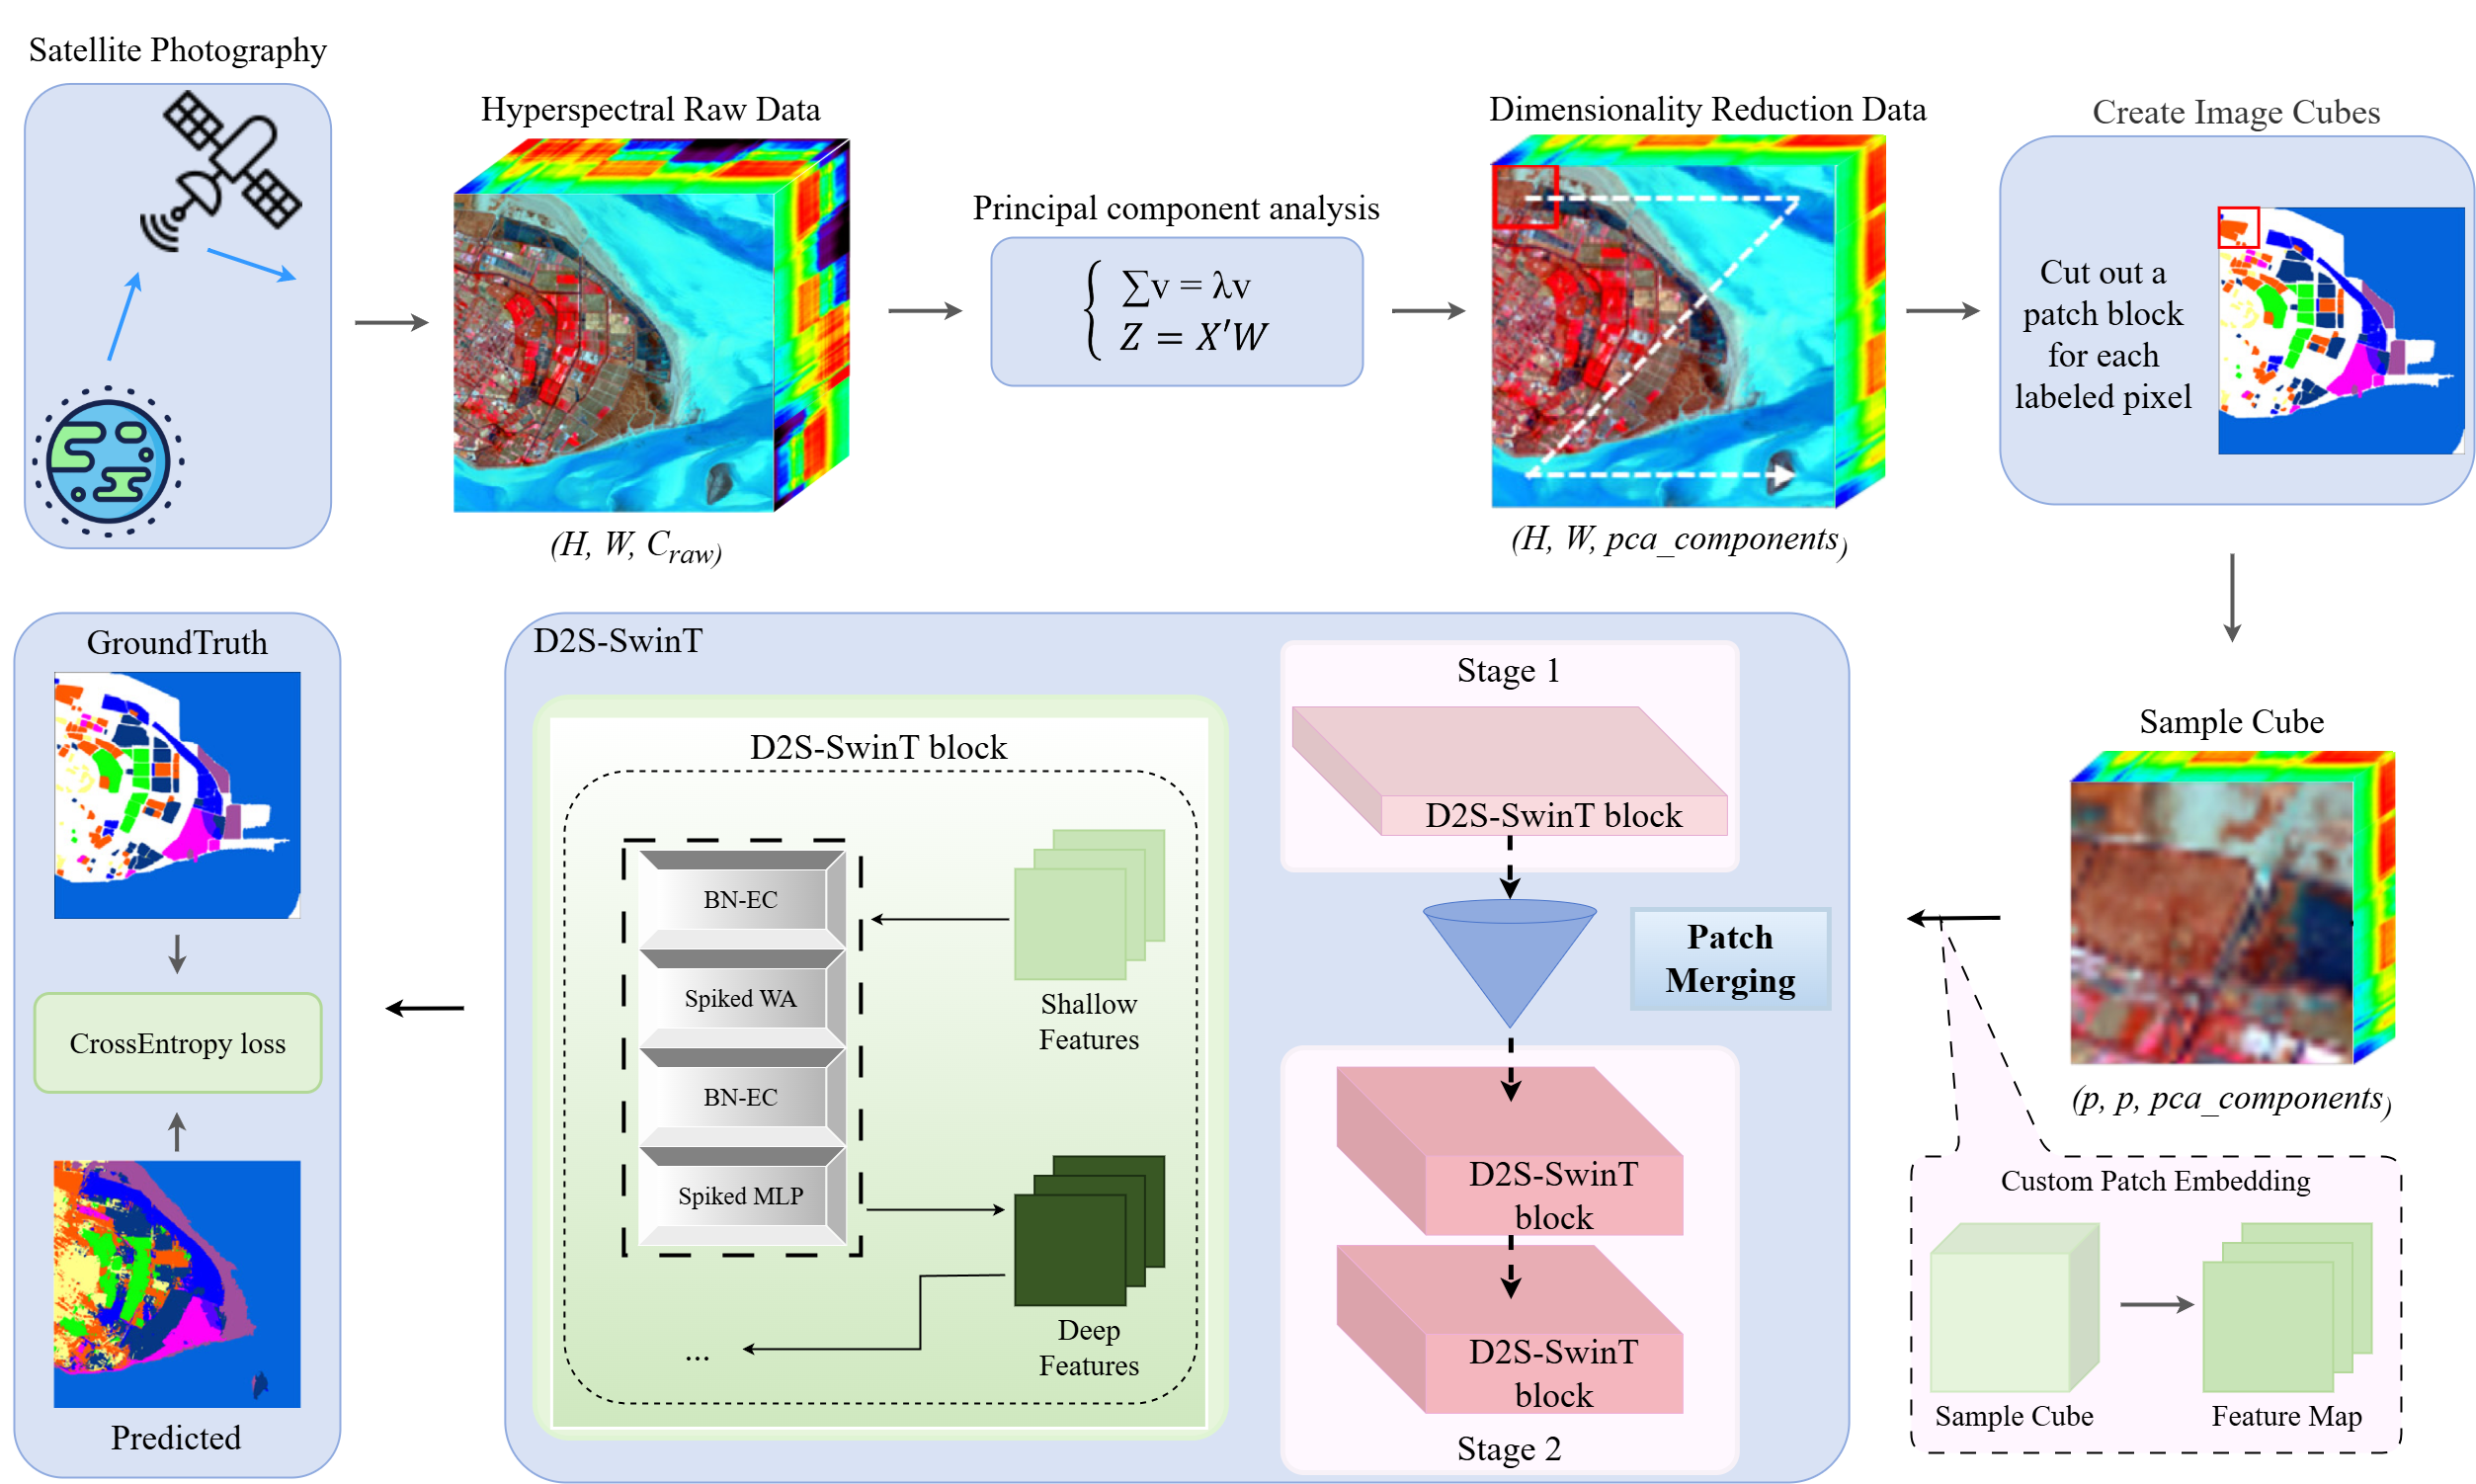 Satellite Photography
Hyperspectral Raw Data
(H, W, C_raw)
Principal component analysis
∑v = λv
Z = X'W
Dimensionality Reduction Data
(H, W, pca_components)
Create Image Cubes
Cut out a
patch block
for each
labeled pixel
Sample Cube
(p, p, pca_components)
Custom Patch Embedding
Sample Cube
Feature Map
D2S-SwinT
Stage 1
D2S-SwinT block
Patch
Merging
D2S-SwinT
block
D2S-SwinT
block
Stage 2
D2S-SwinT block
BN-EC
Spiked WA
BN-EC
Spiked MLP
Shallow
Features
Deep
Features
...
GroundTruth
CrossEntropy loss
Predicted